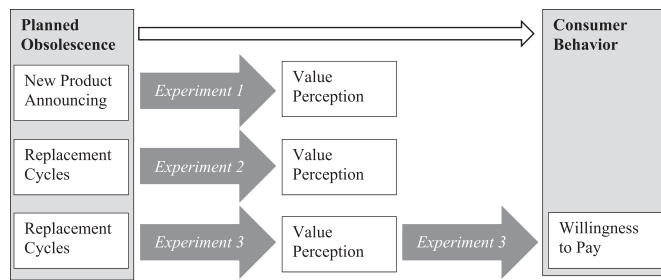 Planned
Obsolescence
Consumer
Behavior
New Product
Announcing
Experiment 1
Value
Perception
Replacement
Cycles
Experiment 2
Value
Perception
Replacement
Cycles
Experiment 3
Value
Perception
Experiment 3
Willingness
to Pay